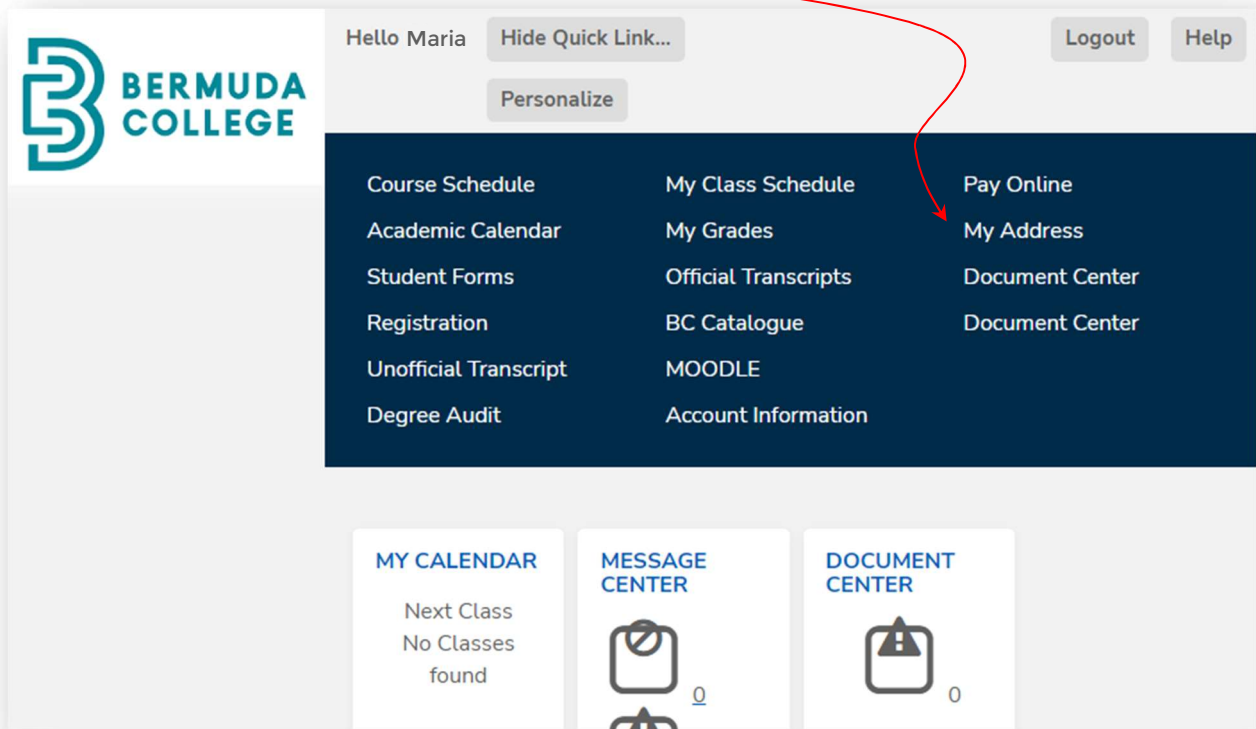 BERMUDA
COLLEGE
Hello Maria
Hide Quick Link...
Logout
Help
Personalize
Course Schedule
My Class Schedule
Pay Online
Academic Calendar
My Grades
My Address
Student Forms
Official Transcripts
Document Center
Registration
BC Catalogue
Document Center
Unofficial Transcript
MOODLE
Degree Audit
Account Information
MY CALENDAR
Next Class
No Classes
found
MESSAGE
CENTER
0
DOCUMENT
CENTER
0